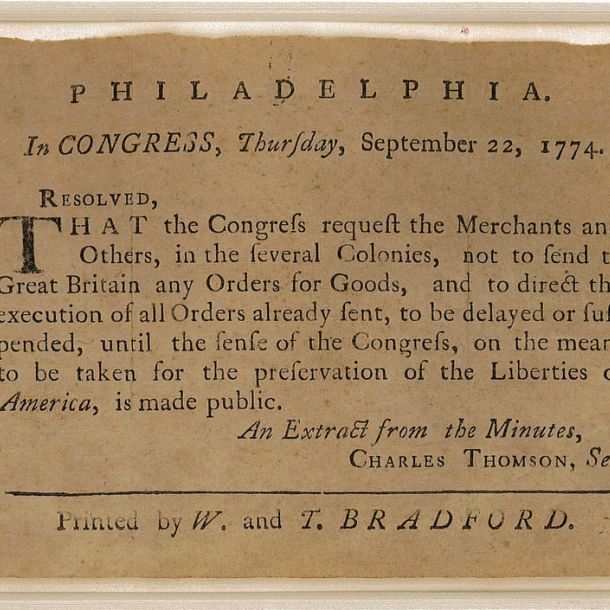 PHILADELPHIA.
In CONGRESS, Thurſday, September 22, 1774.
RESOLVED,
THAT the Congreſs requeſt the Merchants an
Others, in the ſeveral Colonies, not to ſend t
Great Britain any Orders for Goods, and to direct th
execution of all Orders already ſent, to be delayed or ſuſ
pended, until the ſenſe of the Congreſs, on the mean
to be taken for the preſervation of the Liberties o
America, is made public.
An Extract from the Minutes,
CHARLES THOMSON, Se
Printed by W. and T. BRADFORD.